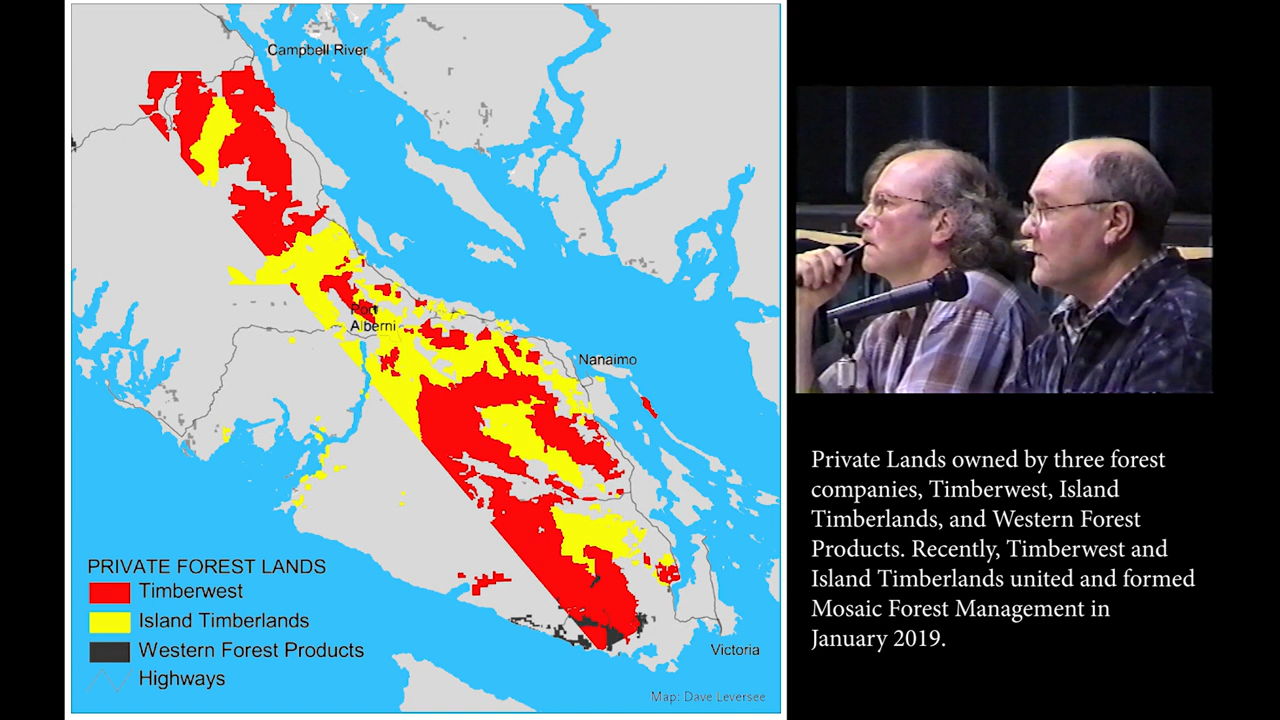 Campbell River
Port
Alberni
Nanaimo
PRIVATE FOREST LANDS
Timberwest
Island Timberlands
Western Forest Products
Highways
Victoria
Map: Dave Leversee
Private Lands owned by three forest
companies, Timberwest, Island
Timberlands, and Western Forest
Products. Recently, Timberwest and
Island Timberlands united and formed
Mosaic Forest Management in
January 2019.